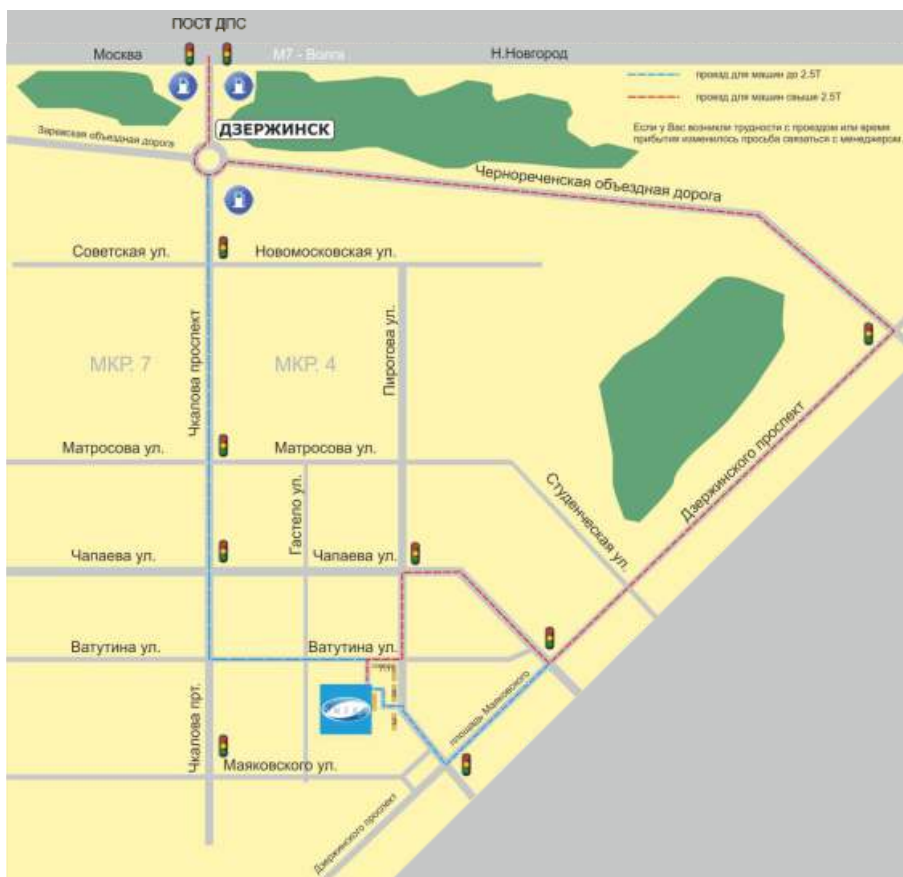 ПОСТ ДПС
Москва
М7 - Волга
Н.Новгород
проезд для машин до 2.5Т
проезд для машин свыше 2.5Т
Если у Вас возникли трудности с проездом или время
прибытия изменилось просьба связаться с менеджером
ДЗЕРЖИНСК
объездная дорога
Чернореченская объездная дорога
Советская ул.
Новомосковская ул.
Чкалова проспект
Пирогова ул.
МКР. 7
МКР. 4
Матросова ул.
Матросова ул.
Гастело ул.
Студенческая ул.
Дзержинского проспект
Чапаева ул.
Чапаева ул.
Ватутина ул.
Ватутина ул.
площадь Маяковского
Чкалова прт.
Маяковского ул.
Дзержинского проспект